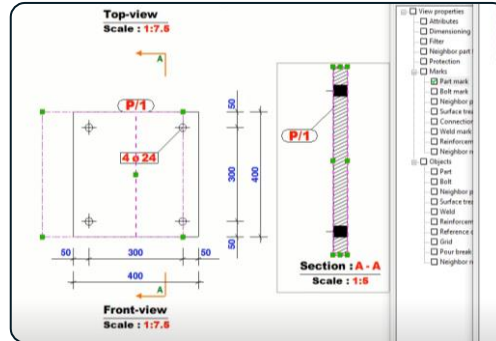 Top-view
Scale : 1:7.5
A
P/1
4 ø 24
50
300
50
400
50
300
50
400
A
Front-view
Scale : 1:7.5
P/1
Section : A - A
Scale : 1:5
View properties
Attributes
Dimensioning
Filter
Neighbor part
Protection
Marks
Part mark
Bolt mark
Neighbor p
Surface trea
Connection
Weld mark
Reinforcem
Neighbor r
Objects
Part
Bolt
Neighbor p
Surface trea
Weld
Reinforcem
Reference o
Grid
Pour break
Neighbor r